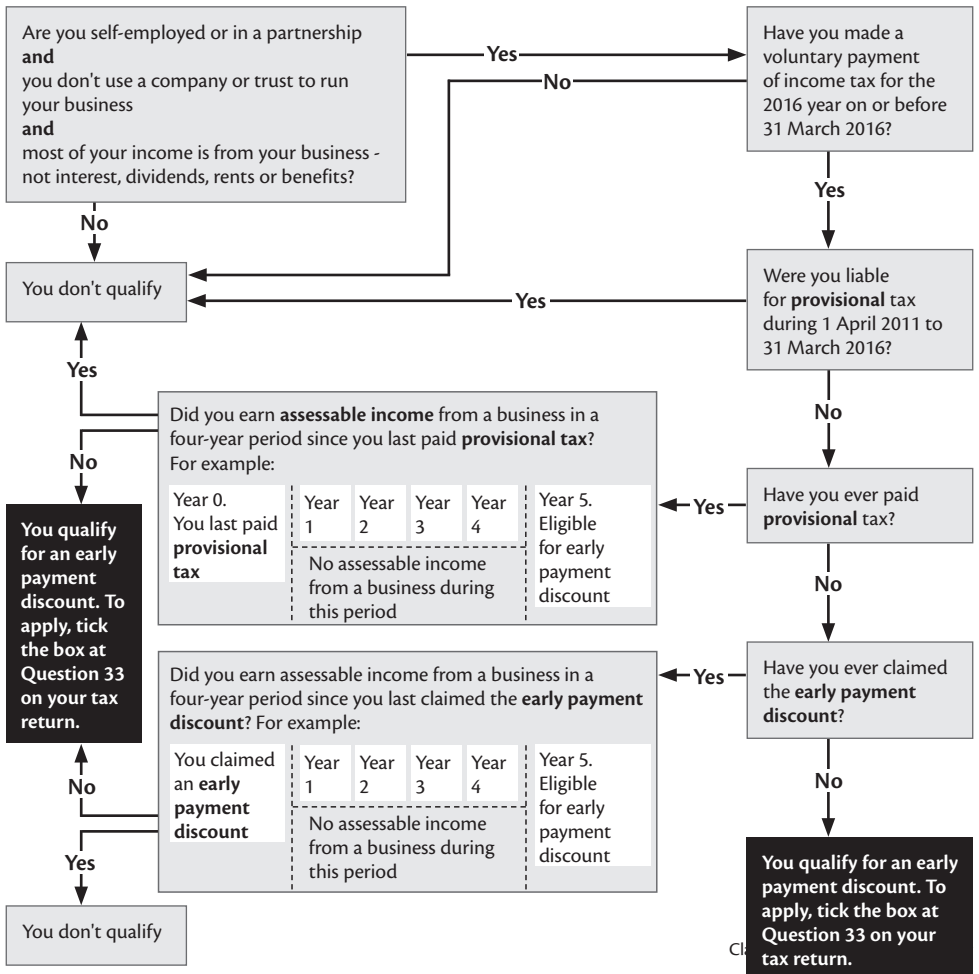 Are you self-employed or in a partnership
and
you don't use a company or trust to run
your business
and
most of your income is from your business -
not interest, dividends, rents or benefits?
Yes
No
Have you made a
voluntary payment
of income tax for the
2016 year on or before
31 March 2016?
No
Yes
You don't qualify
Yes
Were you liable
for provisional tax
during 1 April 2011 to
31 March 2016?
Yes
No
No
Did you earn assessable income from a business in a
four-year period since you last paid provisional tax?
For example:
Year 0.
You last paid
provisional
tax
Year
1
Year
2
Year
3
Year
4
No assessable income
from a business during
this period
Year 5.
Eligible
for early
payment
discount
Yes
Have you ever paid
provisional tax?
No
You qualify
for an early
payment
discount. To
apply, tick
the box at
Question 33
on your tax
return.
Did you earn assessable income from a business in a
four-year period since you last claimed the early payment
discount? For example:
You claimed
an early
payment
discount
Year
1
Year
2
Year
3
Year
4
No assessable income
from a business during
this period
Year 5.
Eligible
for early
payment
discount
Yes
Have you ever claimed
the early payment
discount?
No
No
Yes
You don't qualify
You qualify for an early
payment discount. To
apply, tick the box at
Question 33 on your
tax return.